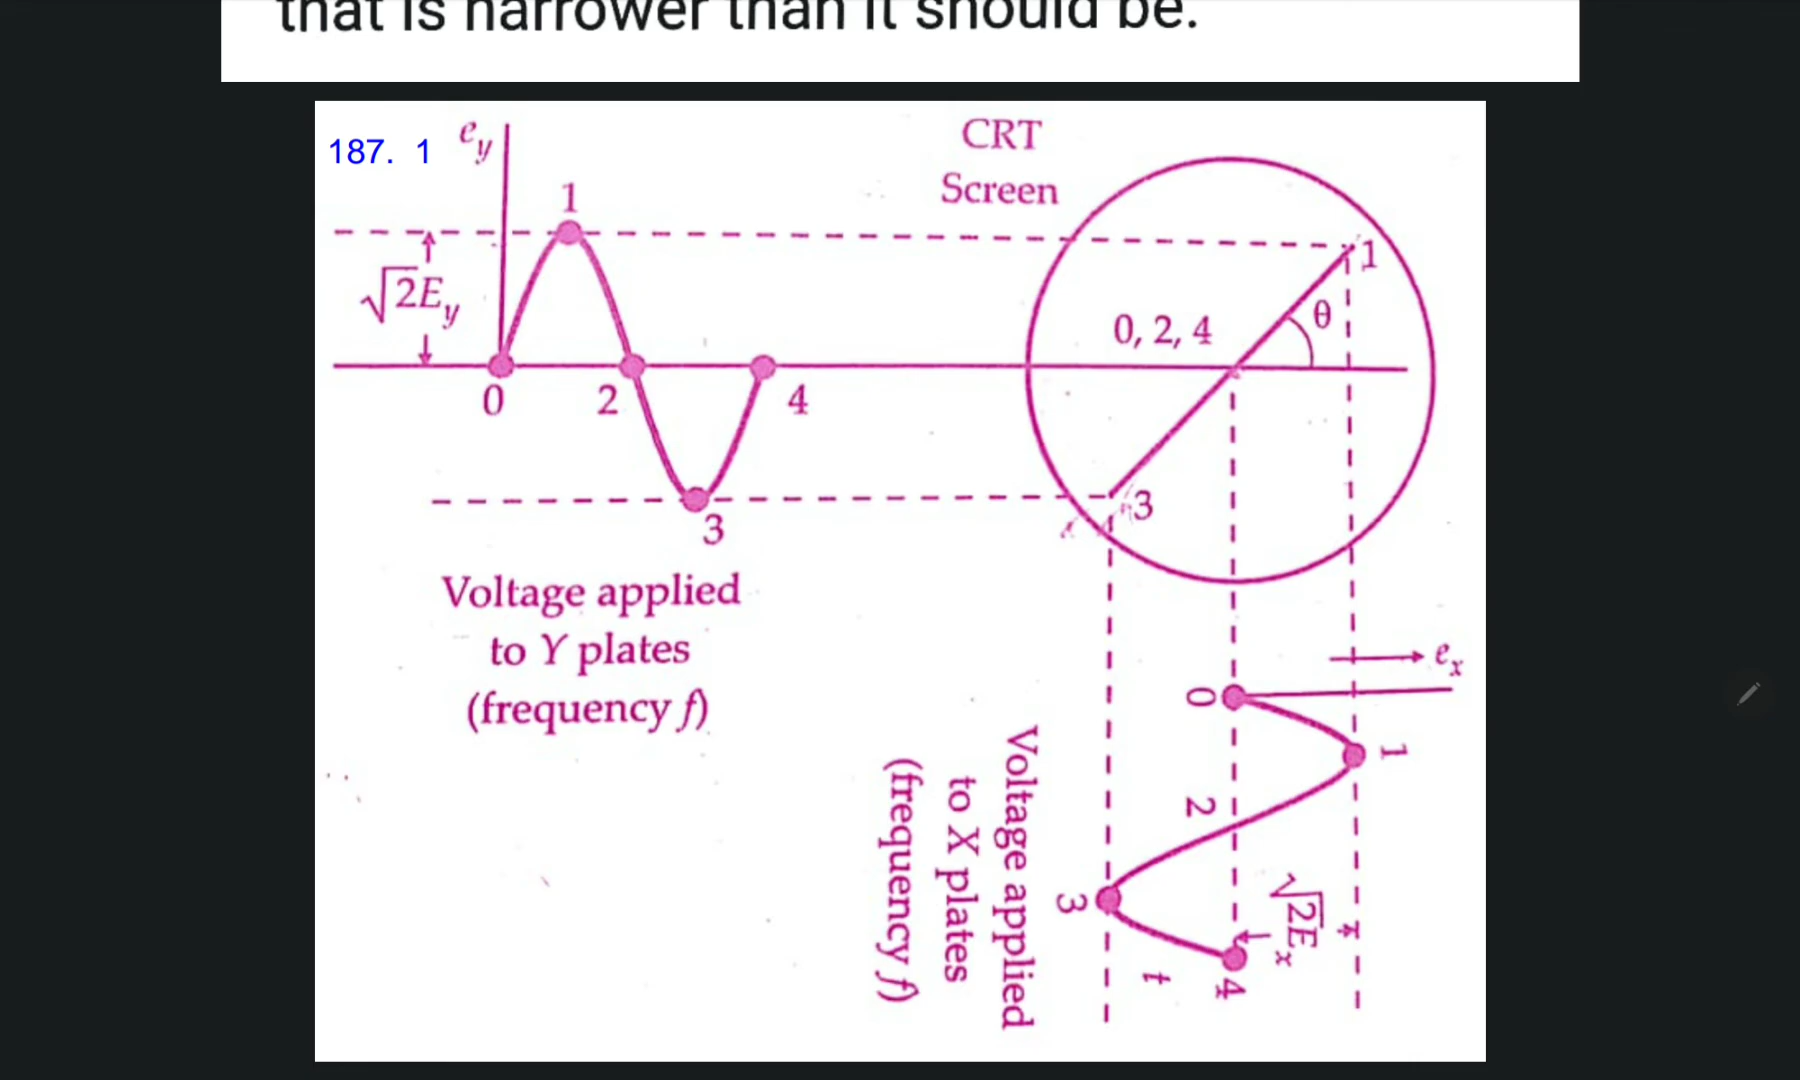 that is narrower than it should be.
187. 1
e_y
CRT
Screen
1
1
√2E_y
θ
0, 2, 4
0
2
4
3
3
Voltage applied
to Y plates
(frequency f)
e_x
0
1
2
3
4
√2E_x
t
Voltage applied
to X plates
(frequency f)